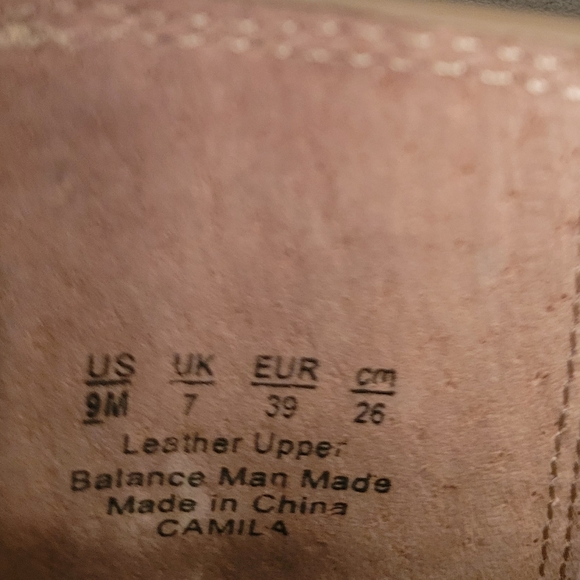 US UK EUR cm
9M 7 39 26
Leather Upper
Balance Man Made
Made in China
CAMILA